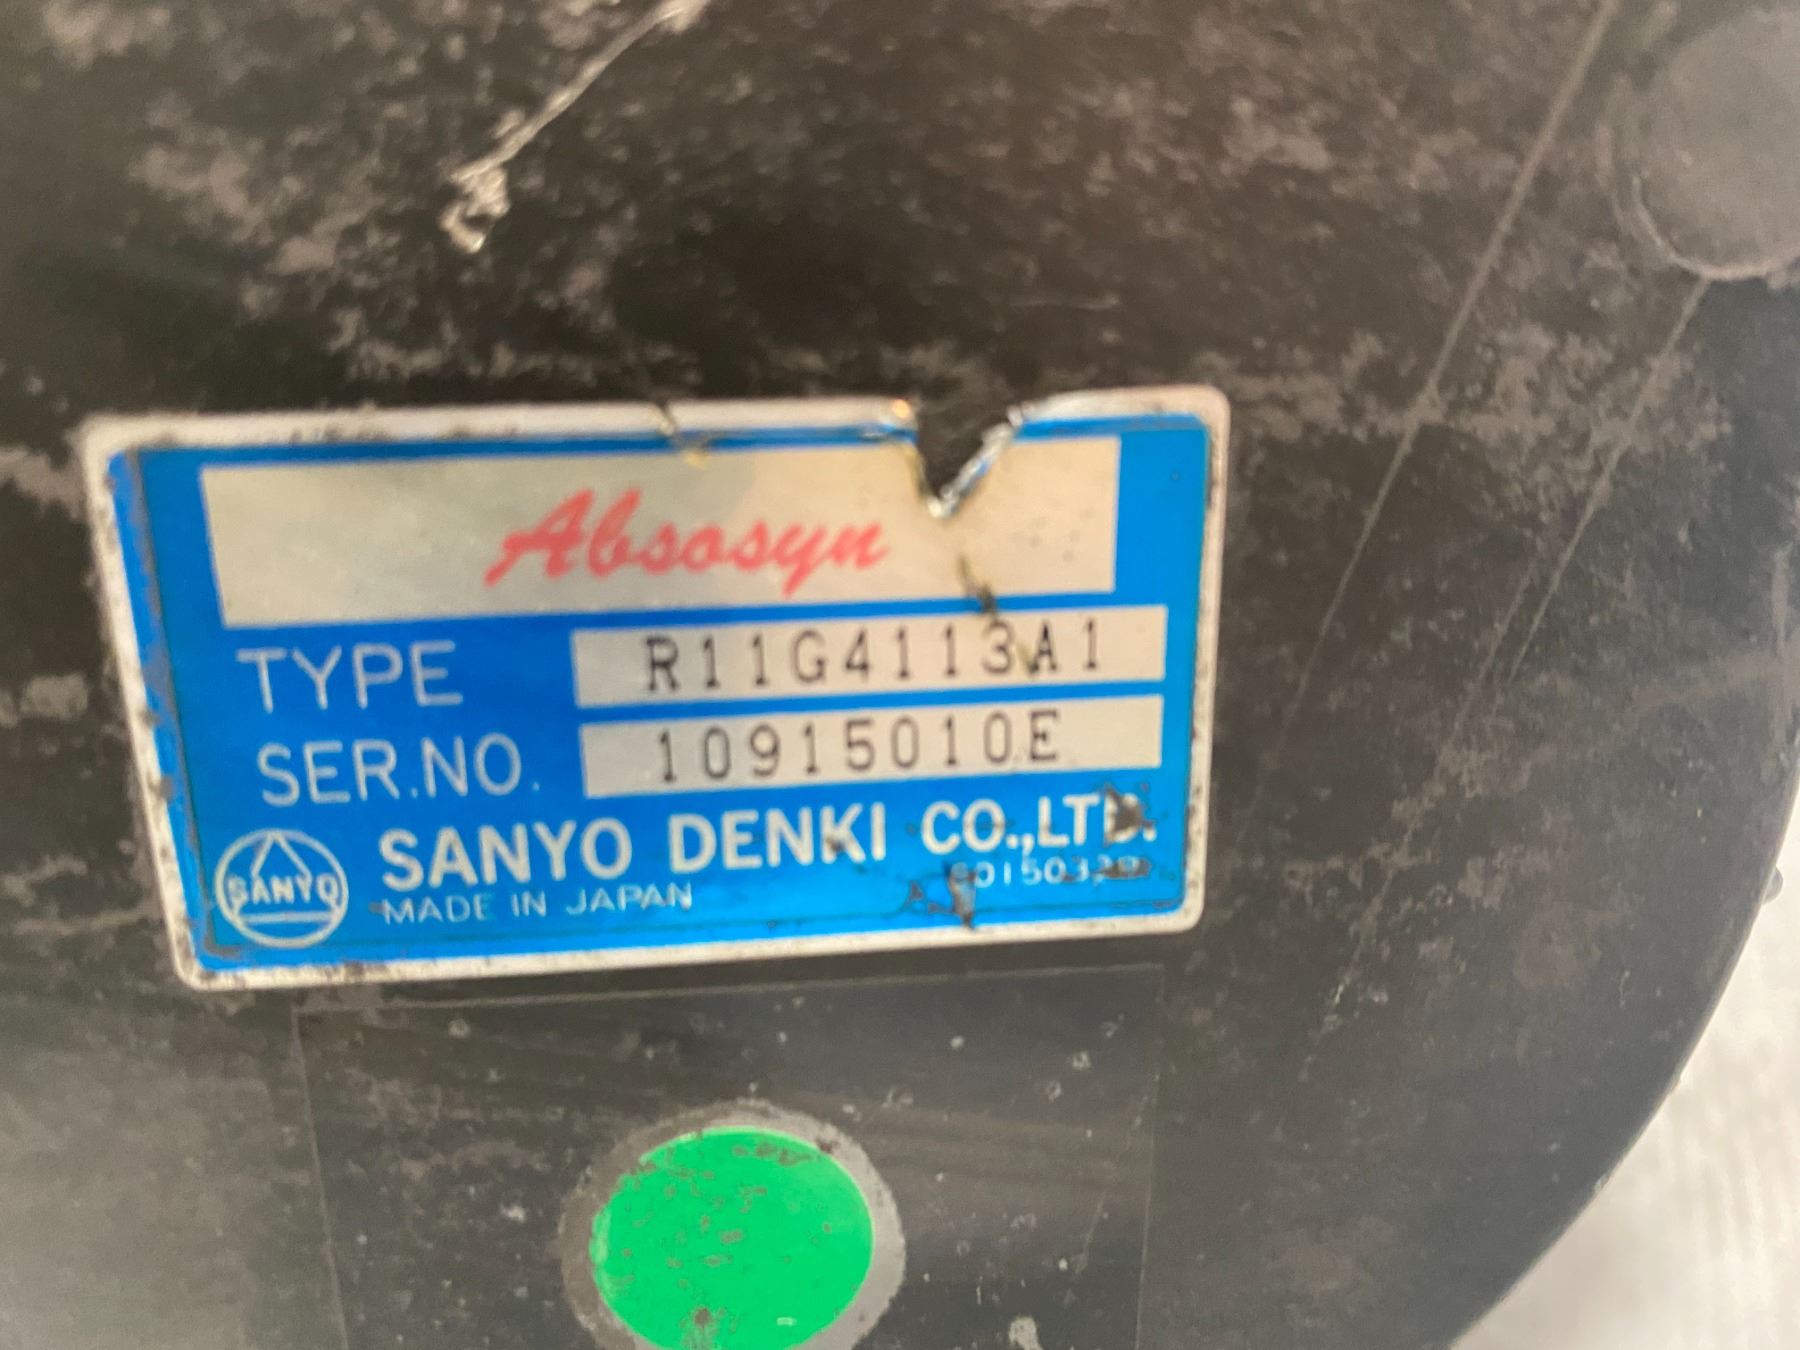 Absosyn
TYPE R11G4113A1
SER.NO. 10915010E
SANYO SANYO DENKI CO.,LTD.
MADE IN JAPAN